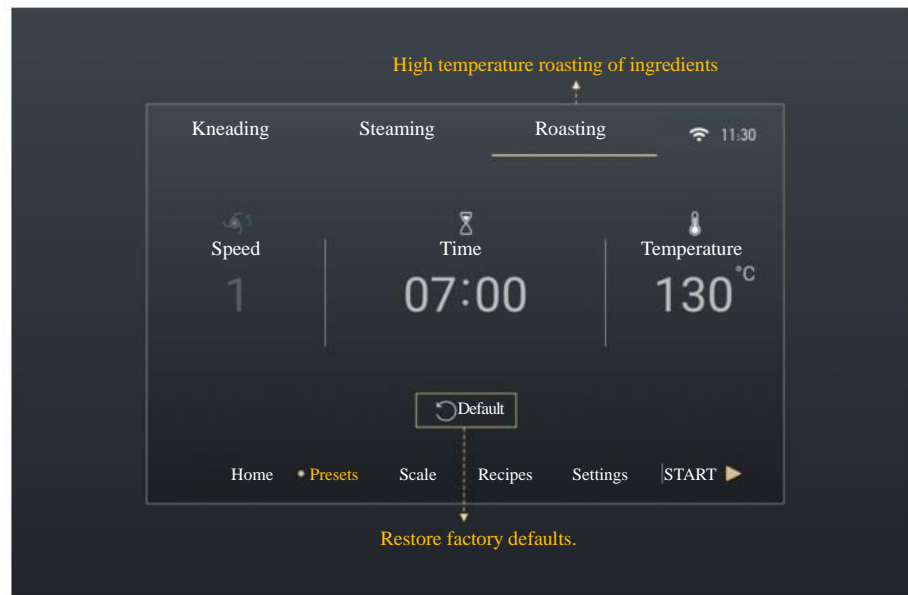 High temperature roasting of ingredients
Kneading Steaming Roasting 11:30
Speed Time Temperature
1 07:00 130°C
Default
Home Presets Scale Recipes Settings START
Restore factory defaults.